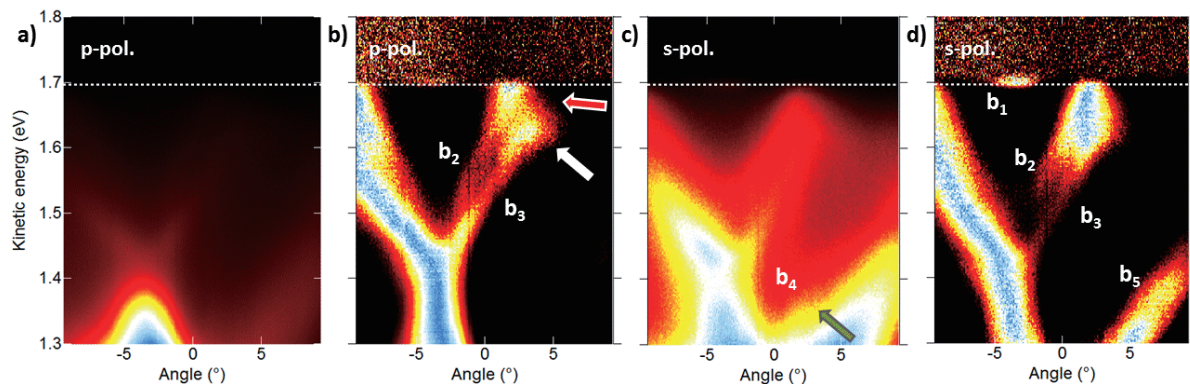 a) p-pol.
b) p-pol.
c) s-pol.
d) s-pol.
Kinetic energy (eV)
1.8
1.7
1.6
1.5
1.4
1.3
b2
b3
b4
b1
b2
b3
b5
-5 0 5
-5 0 5
-5 0 5
-5 0 5
Angle (°)
Angle (°)
Angle (°)
Angle (°)